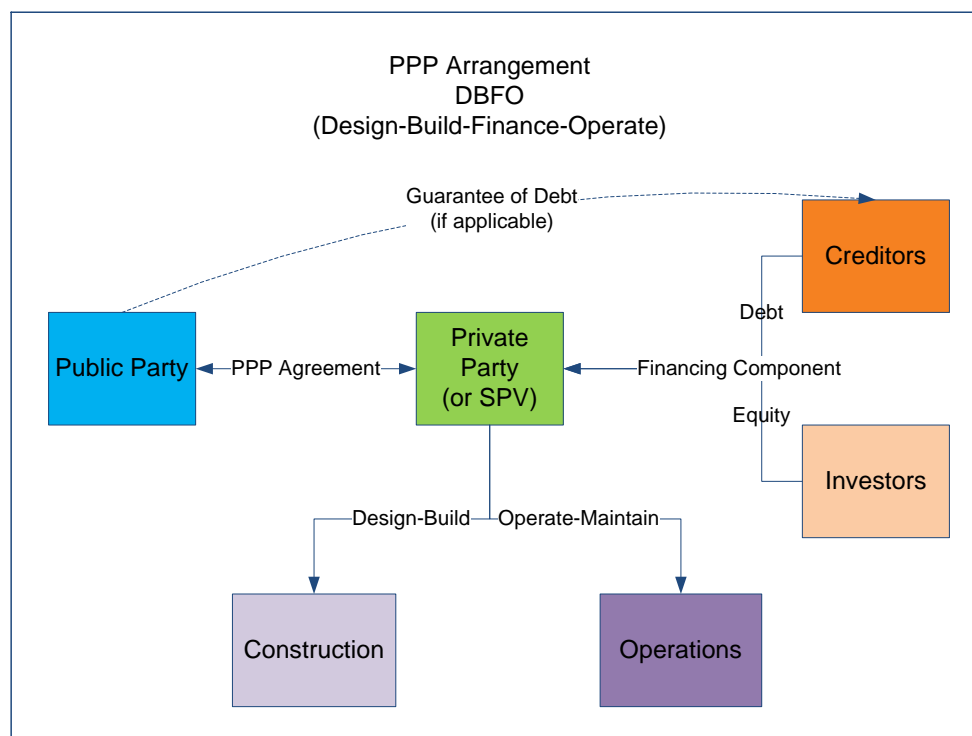 PPP Arrangement
DBFO
(Design-Build-Finance-Operate)
Guarantee of Debt
(if applicable)
Creditors
Debt
Public Party
PPP Agreement
Private
Party
(or SPV)
Financing Component
Equity
Investors
Design-Build
Operate-Maintain
Construction
Operations